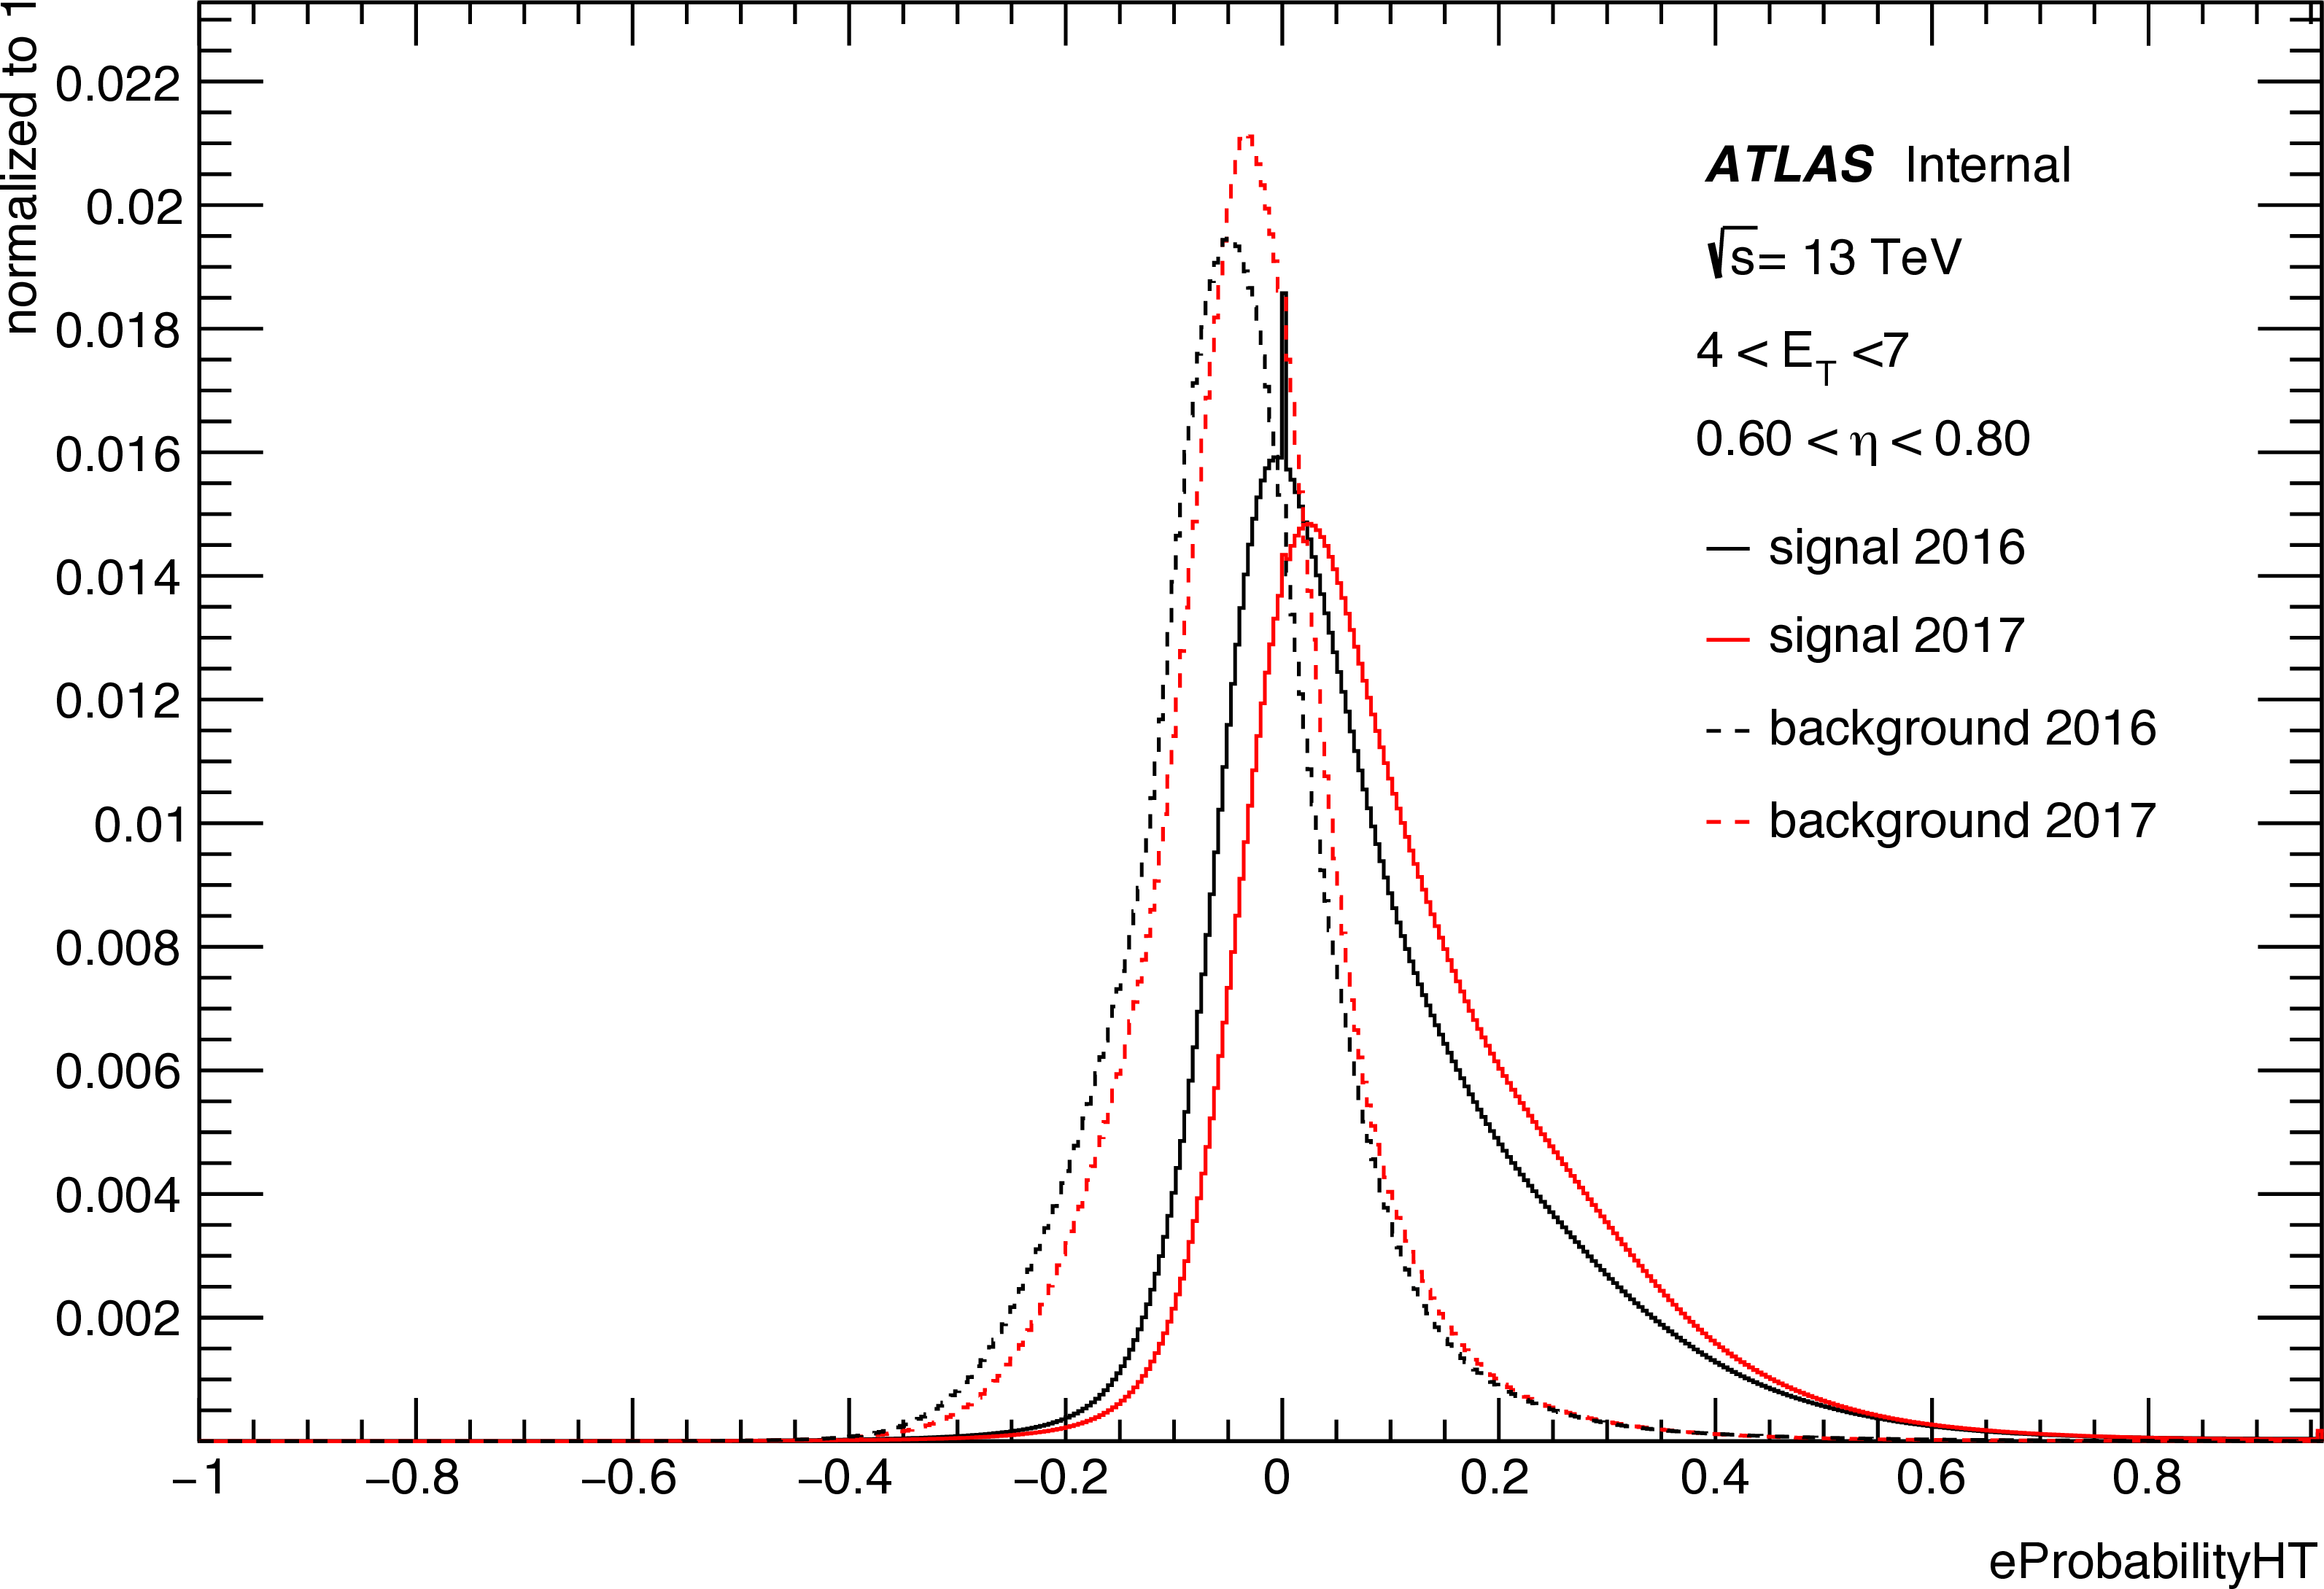 normalized to 1
0.022
0.02
0.018
0.016
0.014
0.012
0.01
0.008
0.006
0.004
0.002
ATLAS Internal
√s= 13 TeV
4 < E_T <7
0.60 < η < 0.80
signal 2016
signal 2017
background 2016
background 2017
−1 −0.8 −0.6 −0.4 −0.2 0 0.2 0.4 0.6 0.8
eProbabilityHT